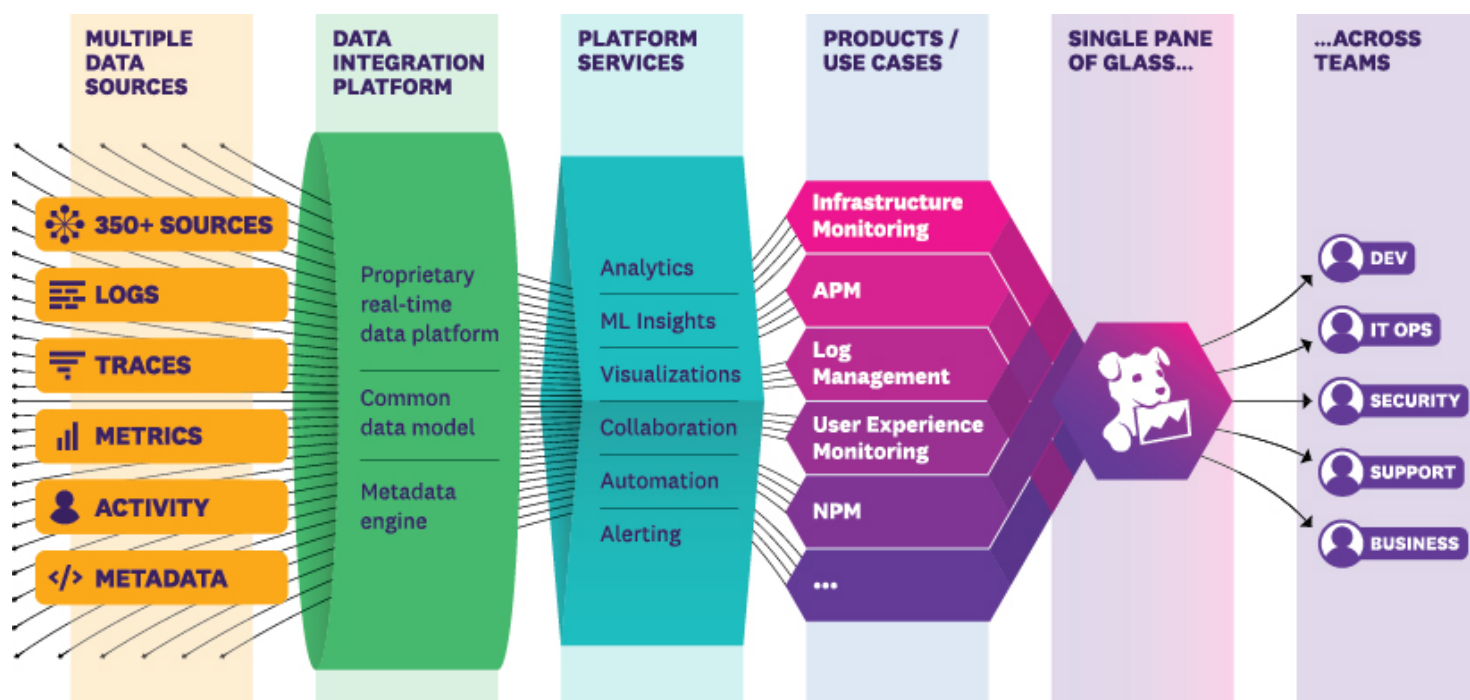 MULTIPLE
DATA
SOURCES
350+ SOURCES
LOGS
TRACES
METRICS
ACTIVITY
</> METADATA
DATA
INTEGRATION
PLATFORM
Proprietary
real-time
data platform
Common
data model
Metadata
engine
PLATFORM
SERVICES
Analytics
ML Insights
Visualizations
Collaboration
Automation
Alerting
PRODUCTS /
USE CASES
Infrastructure
Monitoring
APM
Log
Management
User Experience
Monitoring
NPM
...
SINGLE PANE
OF GLASS...
...ACROSS
TEAMS
DEV
IT OPS
SECURITY
SUPPORT
BUSINESS